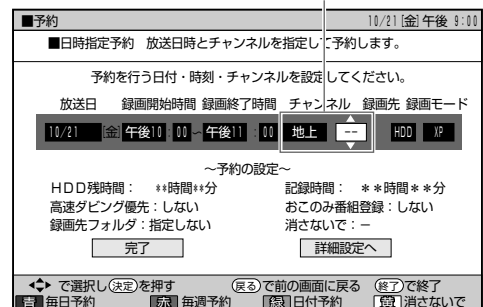 ■予約 10/21[金]午後 9:00
■日時指定予約 放送日時とチャンネルを指定して予約します。
予約を行う日付・時刻・チャンネルを設定してください。
放送日 録画開始時間 録画終了時間 チャンネル 録画先 録画モード
10/21 [金] 午後10:00~午後11:00 地上 -- HDD XP
~予約の設定~
HDD残時間： **時間**分 記録時間： **時間**分
高速ダビング優先：しない おこのみ番組登録：しない
録画先フォルダ：指定しない 消さないで：－
完了 詳細設定へ
で選択し決定を押す 戻るで前の画面に戻る 終了で終了
青 毎日予約 赤 毎週予約 緑 日付予約 黄 消さないで